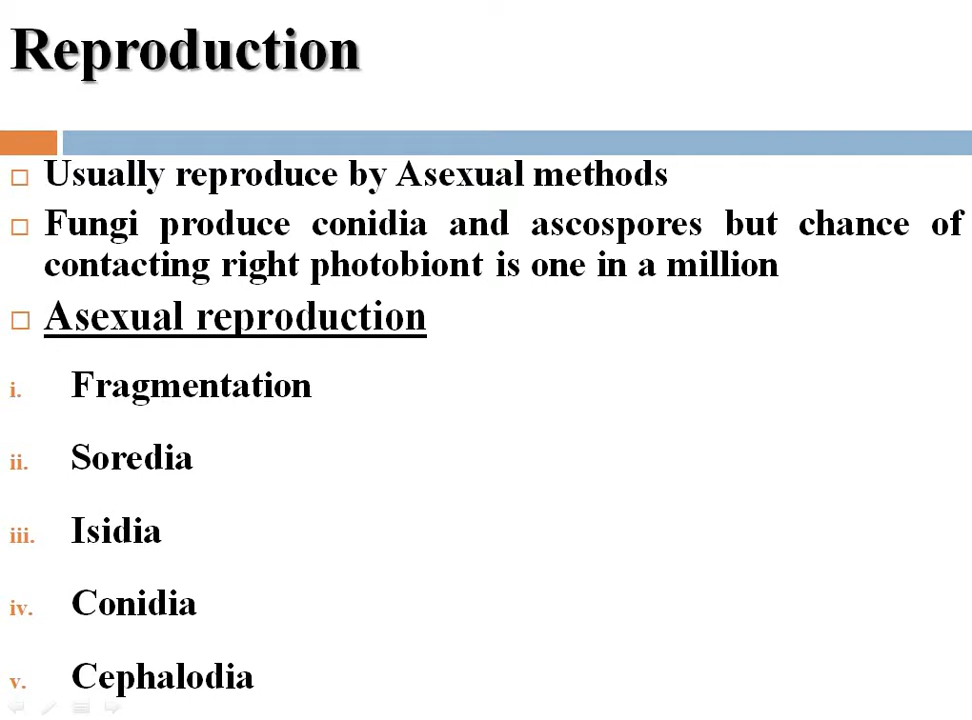 Reproduction
Usually reproduce by Asexual methods
Fungi produce conidia and ascospores but chance of
contacting right photobiont is one in a million
Asexual reproduction
i. Fragmentation
ii. Soredia
iii. Isidia
iv. Conidia
v. Cephalodia